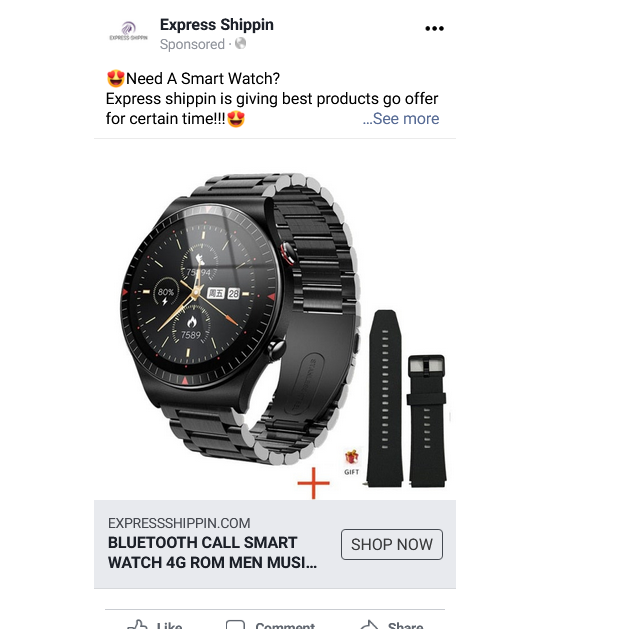 Express Shippin
Sponsored ·
EXPRESS SHIPPIN
😍Need A Smart Watch?
Express shippin is giving best products go offer
for certain time!!!😍 ...See more
80%
周五 28
7589
GIFT
EXPRESSSHIPPIN.COM
BLUETOOTH CALL SMART
WATCH 4G ROM MEN MUSI...
SHOP NOW
Like Comment Share